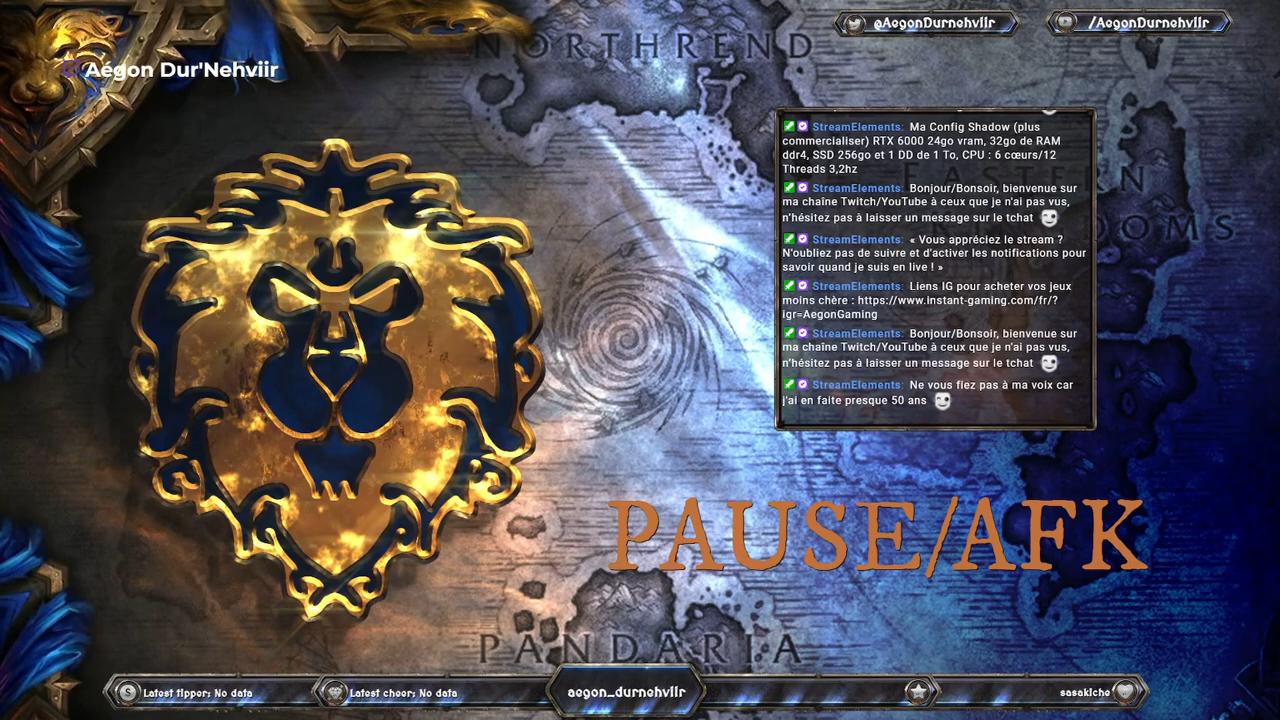 @AegonDurnehviir
/AegonDurnehviir
Aégon Dur'Nehviir
NORTHREND
StreamElements: Ma Config Shadow (plus
commercialiser) RTX 6000 24go vram, 32go de RAM
ddr4, SSD 256go et 1 DD de 1 To, CPU : 6 cœurs/12
Threads 3,2hz
StreamElements: Bonjour/Bonsoir, bienvenue sur
ma chaîne Twitch/YouTube à ceux que je n'ai pas vus,
n'hésitez pas à laisser un message sur le tchat
StreamElements: « Vous appréciez le stream ?
N'oubliez pas de suivre et d'activer les notifications pour
savoir quand je suis en live ! »
StreamElements: Liens IG pour acheter vos jeux
moins chère : https://www.instant-gaming.com/fr/?
igr=AegonGaming
StreamElements: Bonjour/Bonsoir, bienvenue sur
ma chaîne Twitch/YouTube à ceux que je n'ai pas vus,
n'hésitez pas à laisser un message sur le tchat
StreamElements: Ne vous fiez pas à ma voix car
j'ai en faite presque 50 ans
PAUSE/AFK
PANDARIA
Latest tipper: No data
Latest cheer: No data
aegon_durnehviir
sasakiche